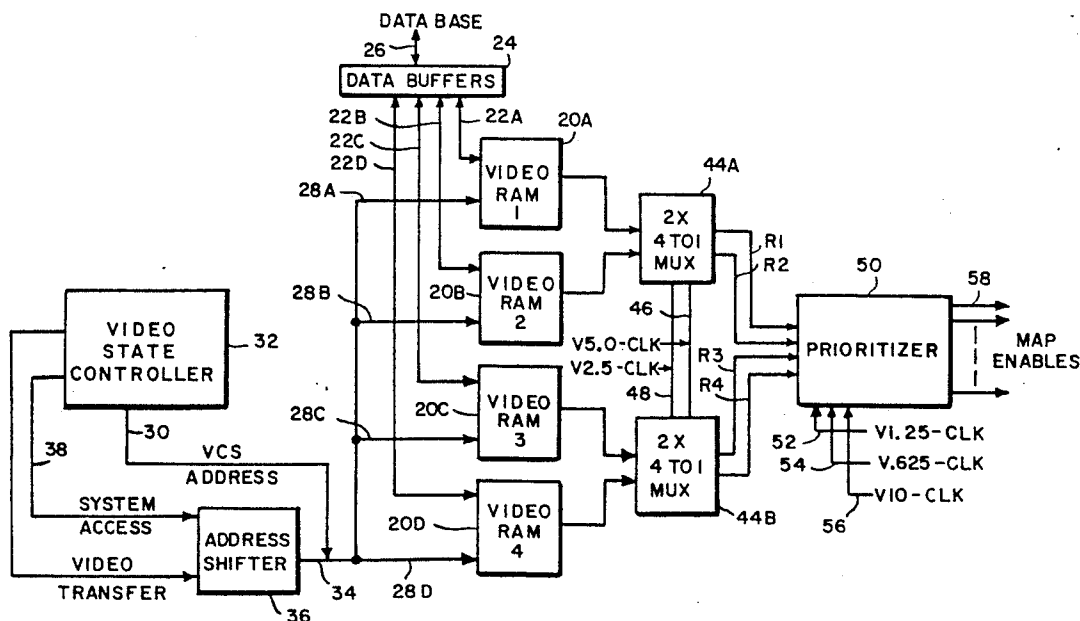 DATA BASE
26
24
DATA BUFFERS
22B
22A
22C
22D
20A
VIDEO
RAM
1
28A
44A
2X
4 TO 1
MUX
R1
R2
50
58
28B
20B
VIDEO
RAM
2
46
VIDEO
STATE
CONTROLLER
32
V5.0-CLK
V2.5-CLK
R3
R4
PRIORITIZER
MAP
ENABLES
28C
20C
VIDEO
RAM
3
48
2X
4 TO 1
MUX
44B
52
V1.25-CLK
54
V.625-CLK
56
V10-CLK
38
30
VCS
ADDRESS
SYSTEM
ACCESS
VIDEO
TRANSFER
ADDRESS
SHIFTER
36
34
28D
20D
VIDEO
RAM
4